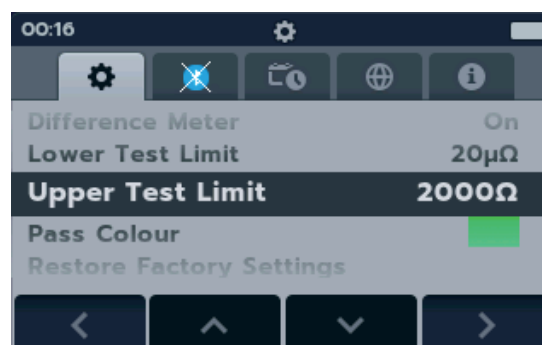 00:16
Difference Meter On
Lower Test Limit 20µΩ
Upper Test Limit 2000Ω
Pass Colour
Restore Factory Settings